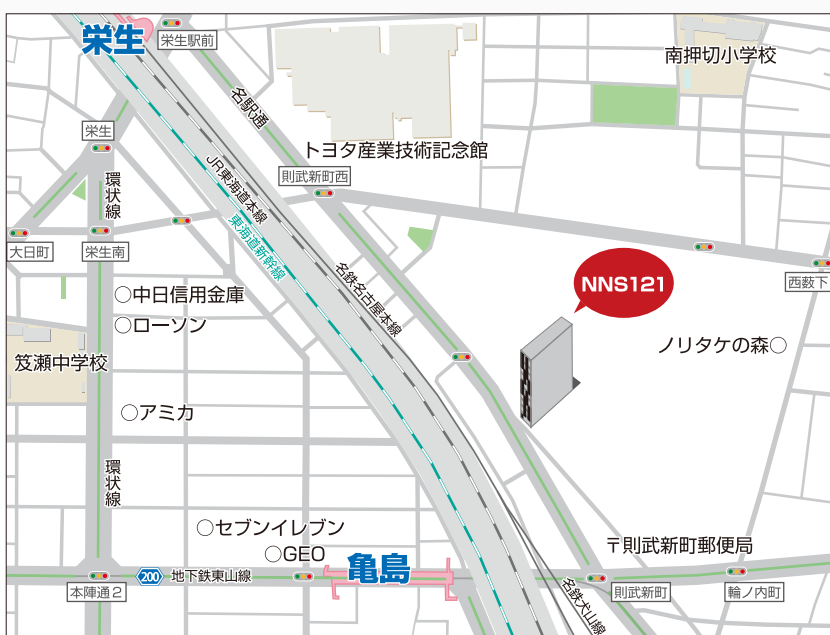 栄生
栄生駅前
南押切小学校
名駅通
栄生
トヨタ産業技術記念館
JR東海道本線
則武新町西
環状線
東海道新幹線
大日町
栄生南
名鉄名古屋本線
西数下
NNS121
中日信用金庫
ローソン
ノリタケの森
笈瀬中学校
アミカ
環状線
セブンイレブン
GEO
〒則武新町郵便局
亀島
200
地下鉄東山線
本陣通2
名鉄犬山線
則武新町
輪ノ内町